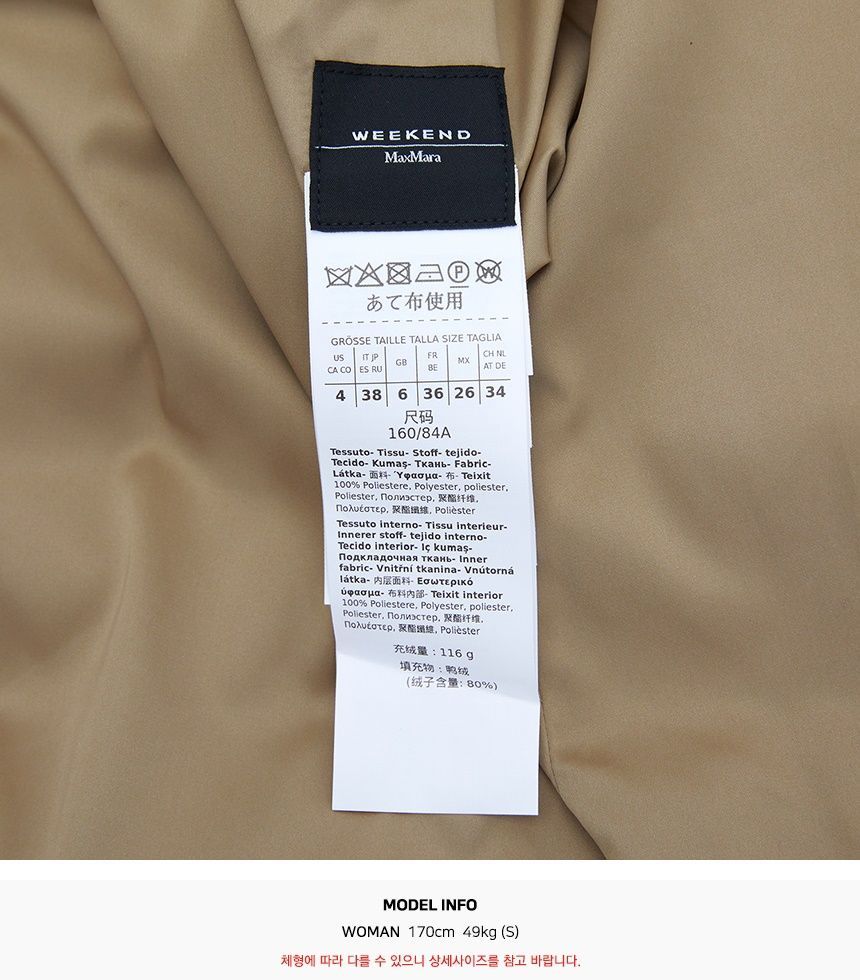 WEEKEND
MaxMara
あて布使用
GRÖSSE TAILLE TALLA SIZE TAGLIA
US CA CO IT JP ES RU GB FR BE MX CH NL AT DE
4 38 6 36 26 34
尺码
160/84A
Tessuto- Tissu- Stoff- tejido-
Tecido- Kumaş- Ткань- Fabric-
Látka- 面料- Ύφασμα- 布- Teixit
100% Poliestere, Polyester, poliester,
Poliester, Полиэстер, 聚酯纤维,
Πολυέστερ, 聚酯纖維, Polièster
Tessuto interno- Tissu interieur-
Innerer stoff- tejido interno-
Tecido interior- Iç kumaş-
Подкладочная ткань- Inner
fabric- Vnitřní tkanina- Vnútorná
látka- 内层面料- Εσωτερικό
ύφασμα- 布料內部- Teixit interior
100% Poliestere, Polyester, poliester,
Poliester, Полиэстер, 聚酯纤维,
Πολυέστερ, 聚酯纖維, Polièster
充绒量 : 116 g
填充物 : 鸭绒
(绒子含量: 80%)
MODEL INFO
WOMAN 170cm 49kg (S)
체형에 따라 다를 수 있으니 상세사이즈를 참고 바랍니다.